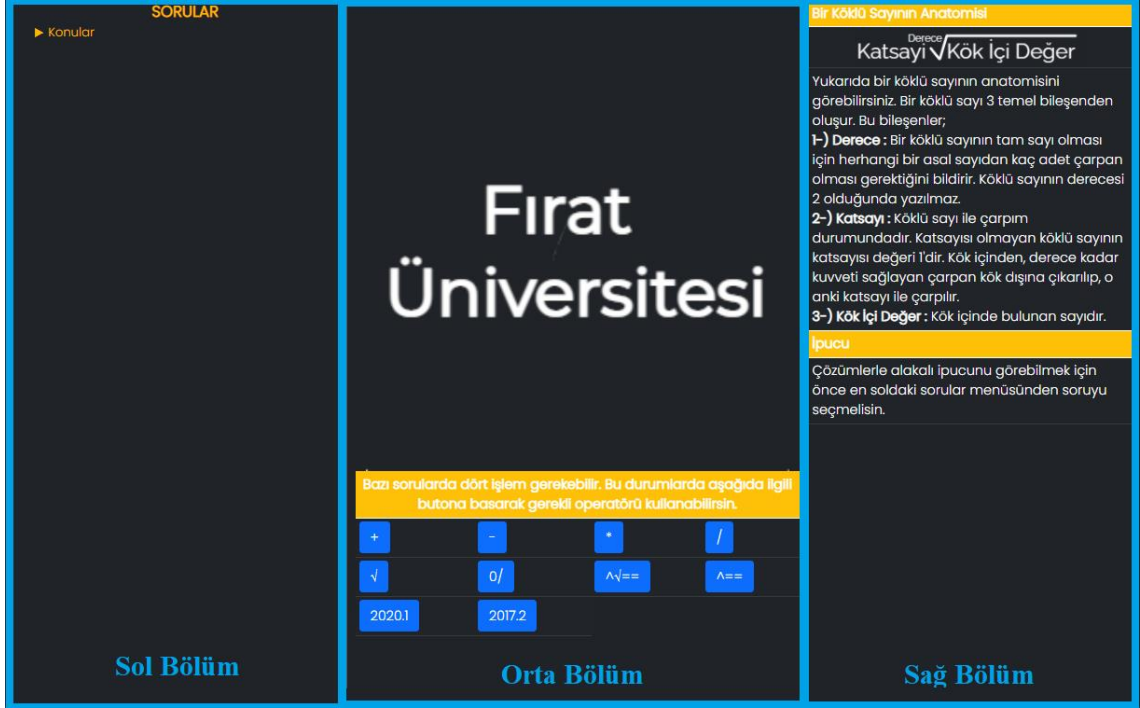 SORULAR
▶ Konular
Sol Bölüm
Fırat
Üniversitesi
Bazı sorularda dört işlem gerekebilir. Bu durumlarda aşağıda ilgili
butona basarak gerekli operatörü kullanabilirsin.
+ - * /
√ 0/ ^√== ^==
2020.1 2017.2
Orta Bölüm
Bir Köklü Sayının Anatomisi
Derece
Katsayi √Kök İçi Değer
Yukarıda bir köklü sayının anatomisini
görebilirsiniz. Bir köklü sayı 3 temel bileşenden
oluşur. Bu bileşenler;
1-) Derece : Bir köklü sayının tam sayı olması
için herhangi bir asal sayıdan kaç adet çarpan
olması gerektiğini bildirir. Köklü sayının derecesi
2 olduğunda yazılmaz.
2-) Katsayı : Köklü sayı ile çarpım
durumundadır. Katsayısı olmayan köklü sayının
katsayısı değeri 1'dir. Kök içinden, derece kadar
kuvveti sağlayan çarpan kök dışına çıkarılıp, o
anki katsayı ile çarpılır.
3-) Kök İçi Değer : Kök içinde bulunan sayıdır.
İpucu
Çözümlerle alakalı ipucunu görebilmek için
önce en soldaki sorular menüsünden soruyu
seçmelisin.
Sağ Bölüm